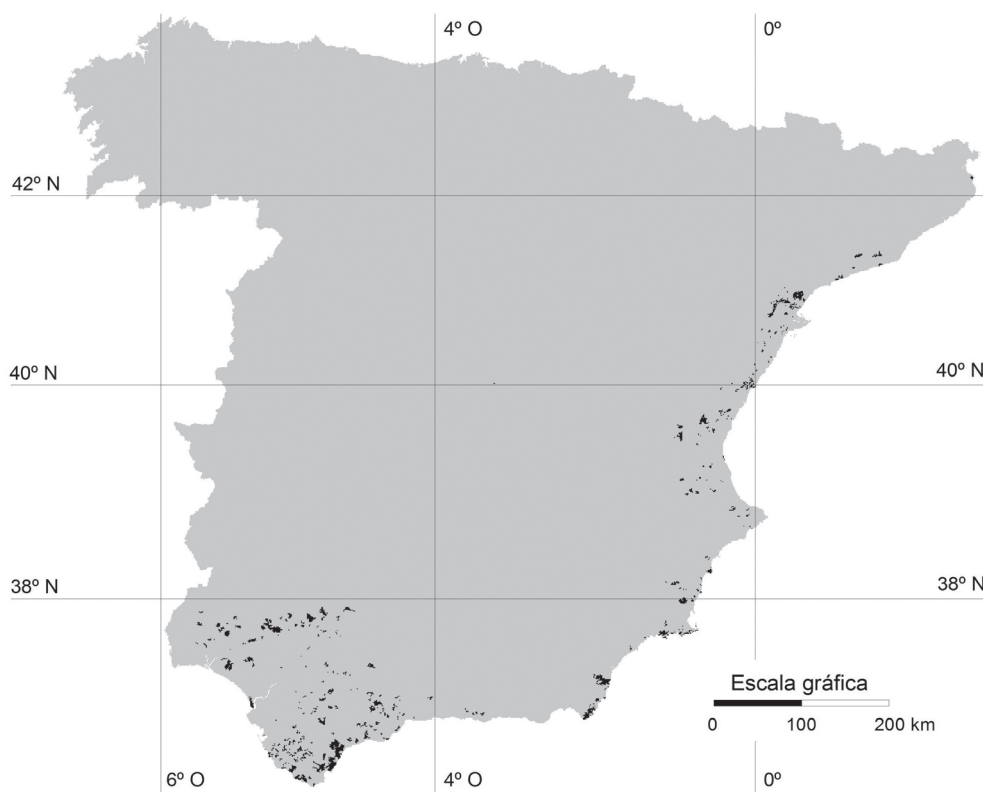 4º O
0º
42º N
40º N
40º N
38º N
38º N
Escala gráfica
0 100 200 km
6º O
4º O
0º